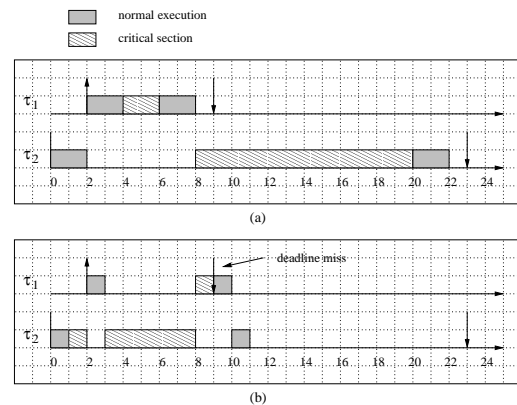 normal execution
critical section
τ1
τ2
0 2 4 6 8 10 12 14 16 18 20 22 24
(a)
deadline miss
τ1
τ2
0 2 4 6 8 10 12 14 16 18 20 22 24
(b)